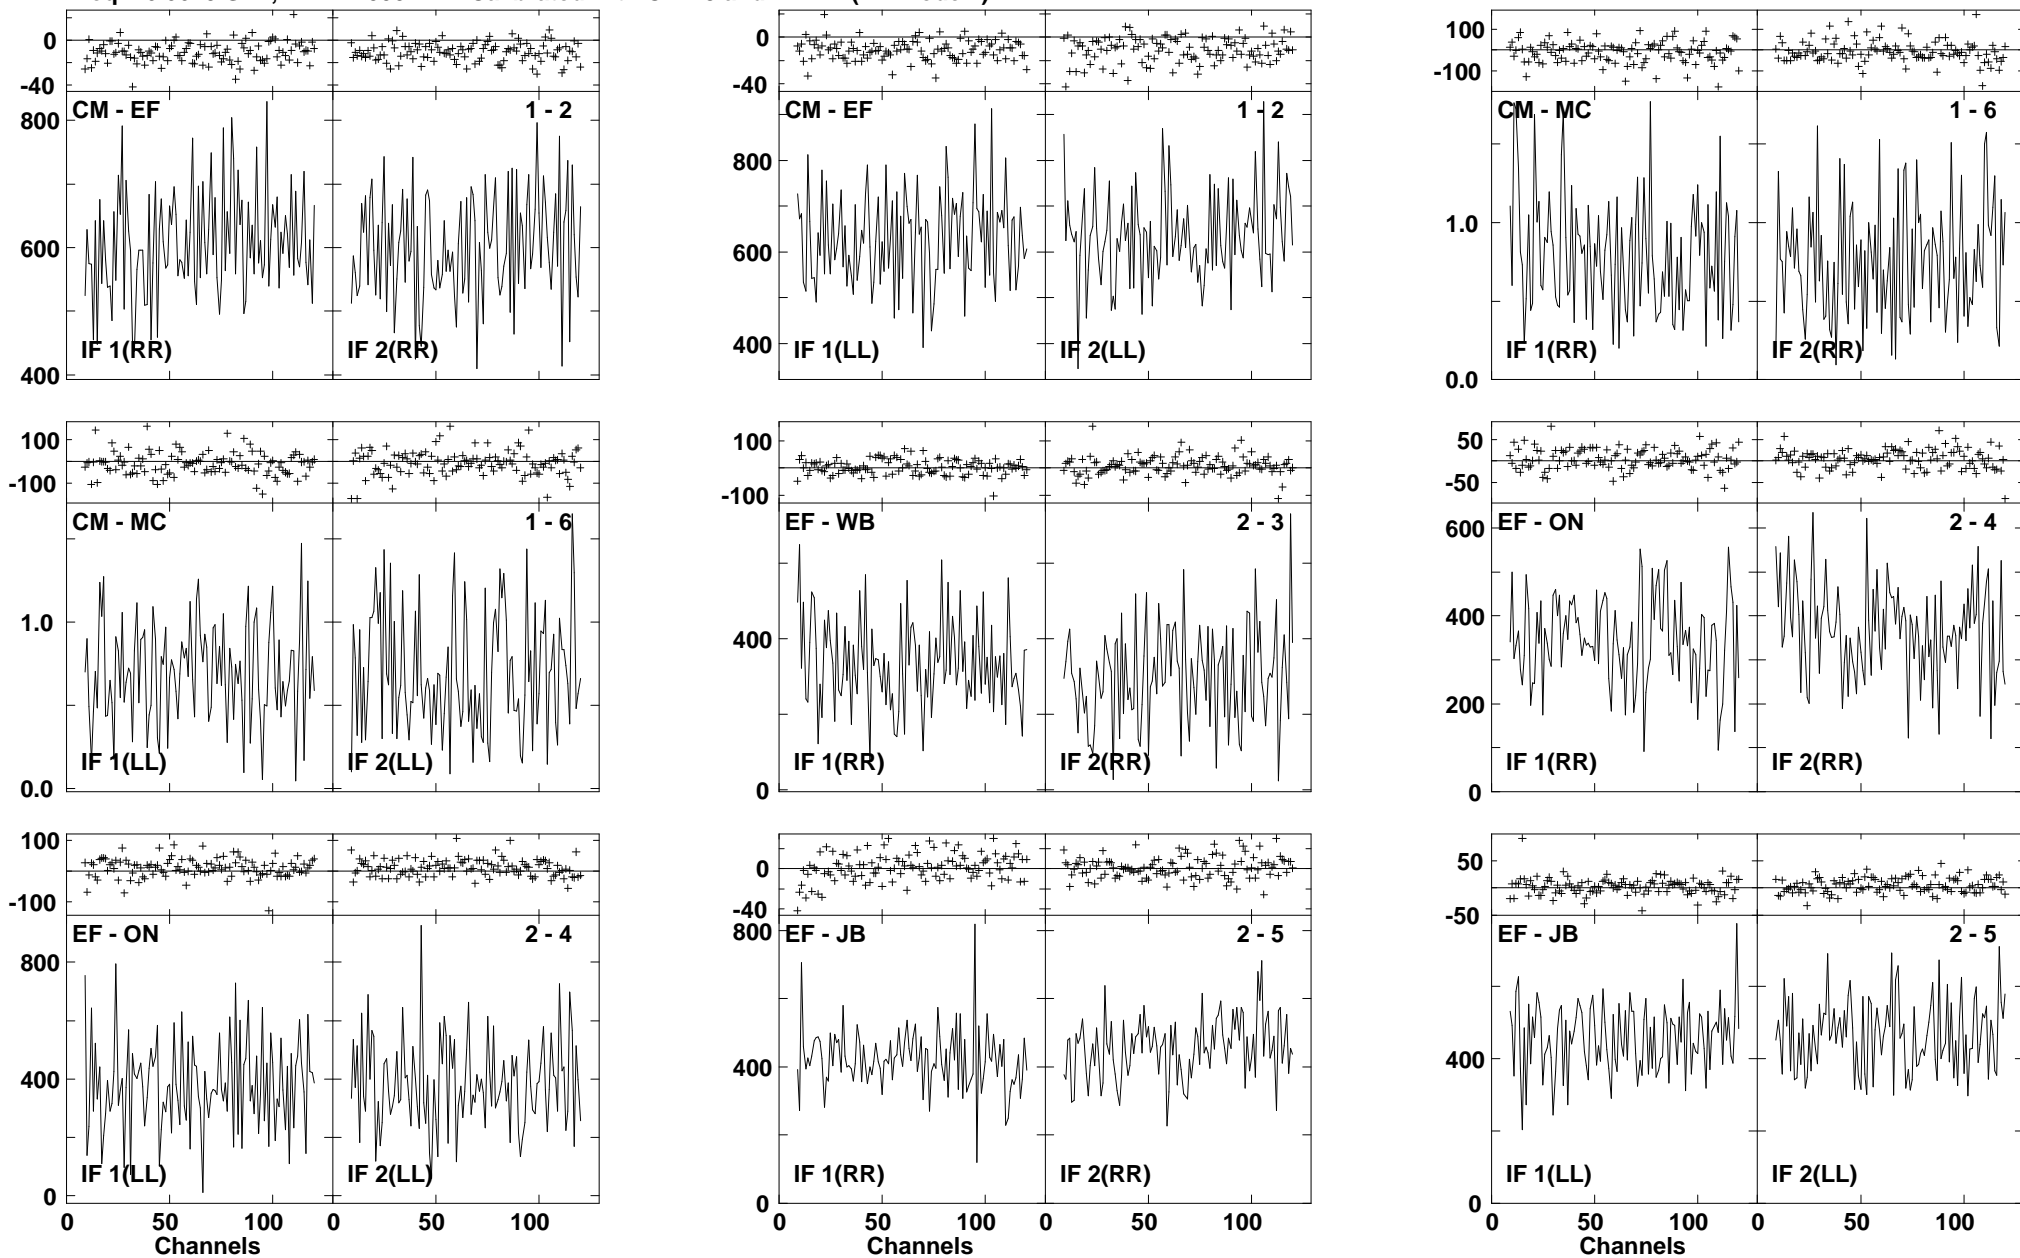 0
-40
CM - EF
1 - 2
800
600
400
IF 1(RR)
IF 2(RR)
0
-40
CM - EF
1 - 2
800
600
400
IF 1(LL)
IF 2(LL)
100
-100
CM - MC
1 - 6
1.0
0.0
IF 1(RR)
IF 2(RR)
100
-100
CM - MC
1 - 6
1.0
0.0
IF 1(LL)
IF 2(LL)
100
-100
EF - WB
2 - 3
400
0
IF 1(RR)
IF 2(RR)
50
-50
EF - ON
2 - 4
600
400
200
0
IF 1(RR)
IF 2(RR)
100
-100
EF - ON
2 - 4
800
400
0
IF 1(LL)
IF 2(LL)
0 50 100 0 50 100
Channels
0
-40
EF - JB
2 - 5
800
400
0
IF 1(RR)
IF 2(RR)
0 50 100 0 50 100
Channels
50
-50
EF - JB
2 - 5
400
0
IF 1(LL)
IF 2(LL)
0 50 100 0 50 100
Channels